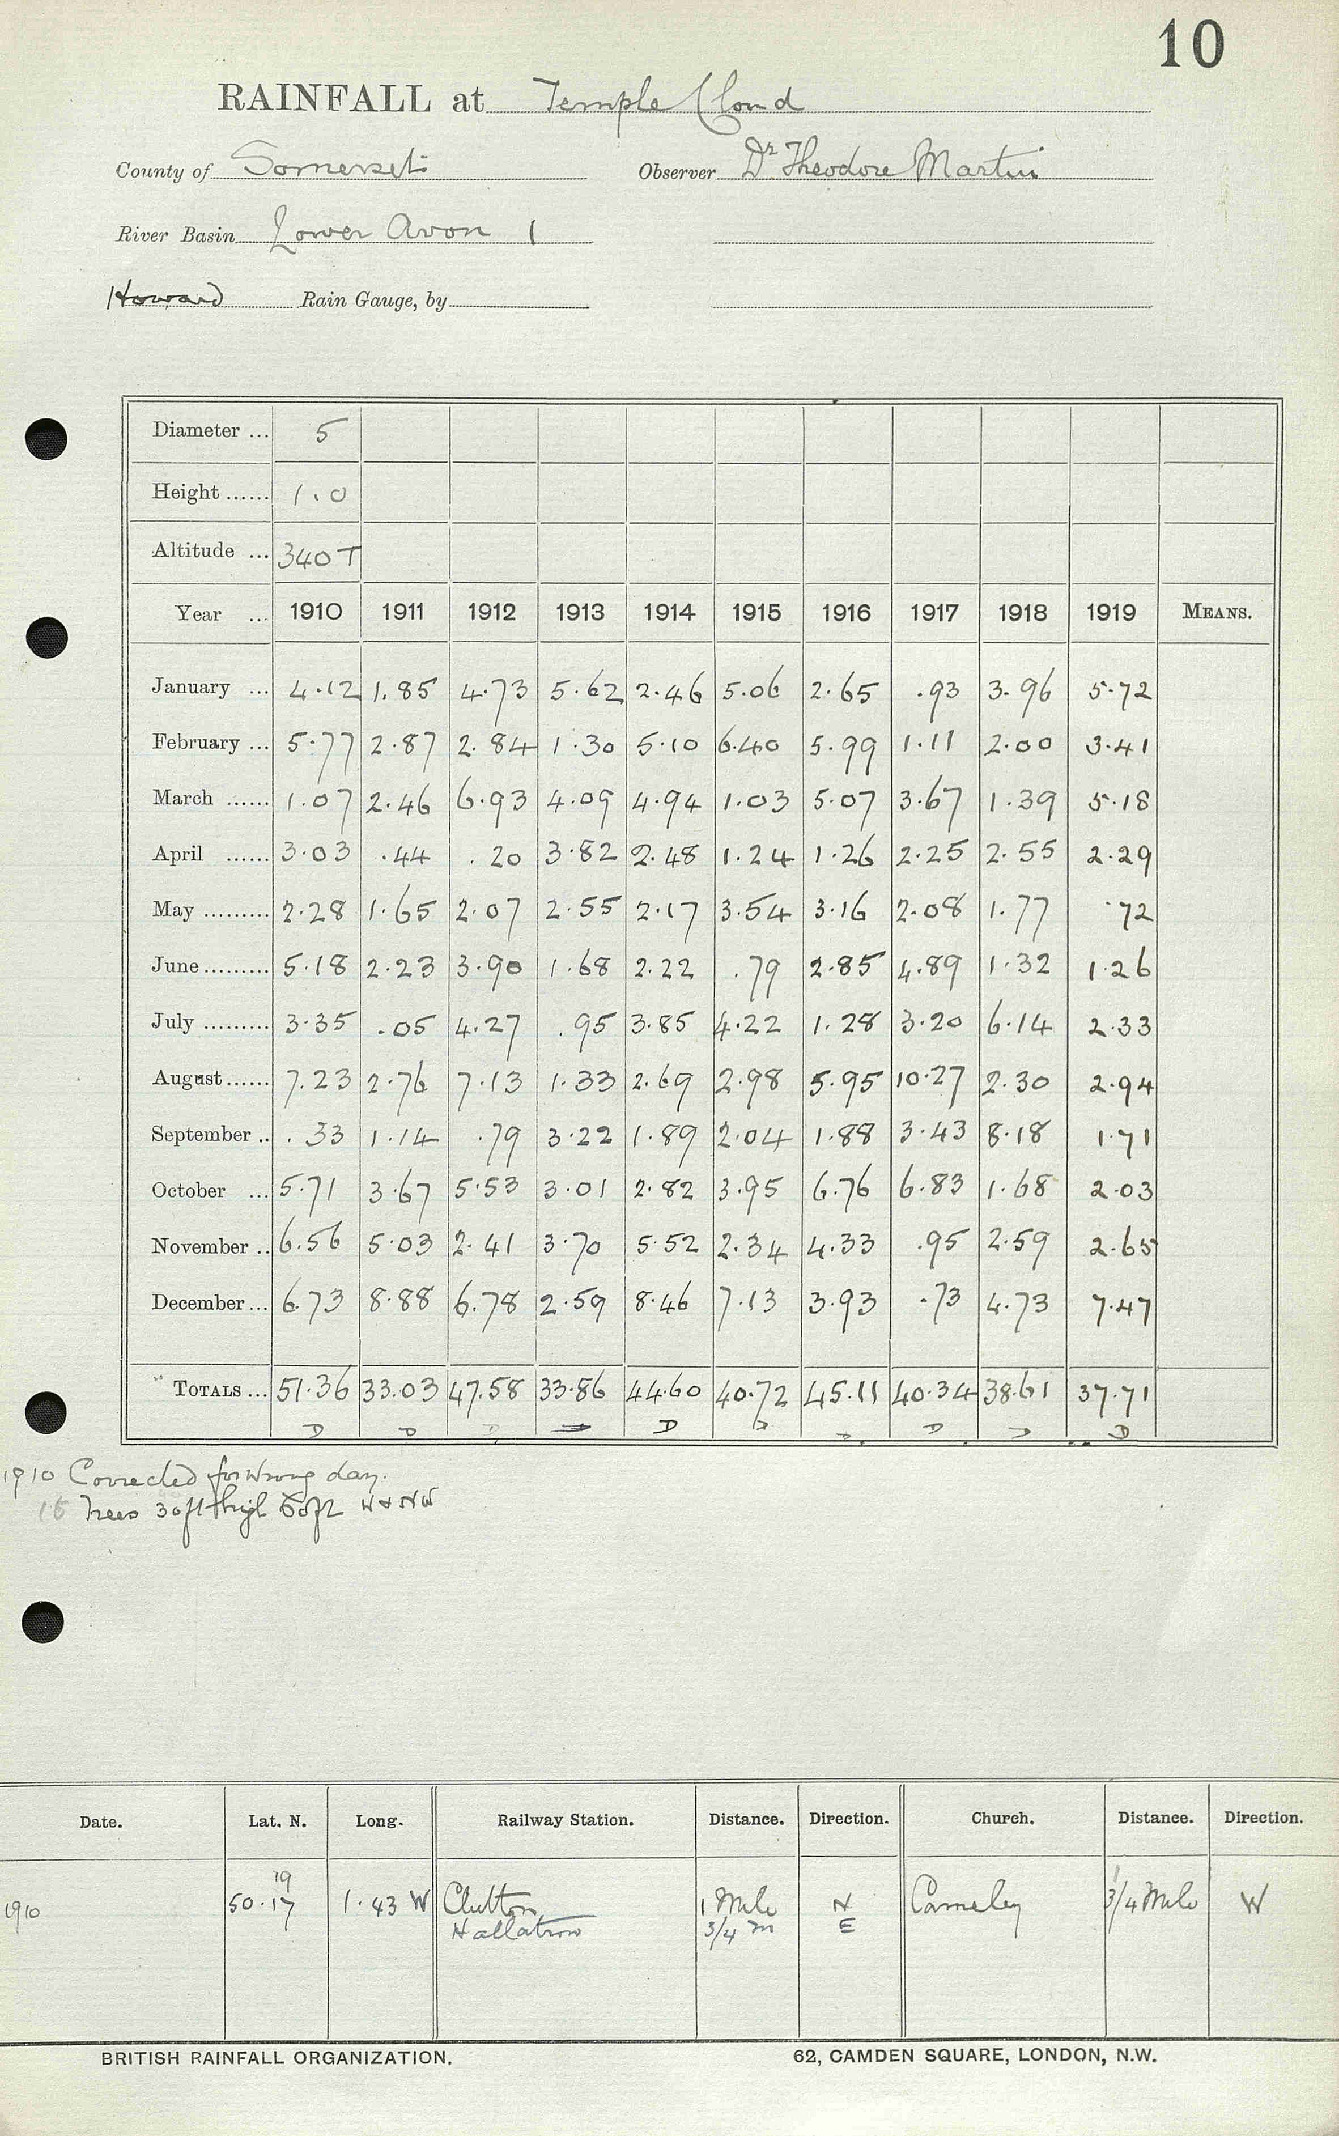 10
RAINFALL at Temple Cloud
County of Somerset Observer Dr Theodore Martin
River Basin Lower Avon 1
Howard Rain Gauge, by
Diameter ... 5
Height ...... 1.0
Altitude ... 340 T
Year ... 1910 1911 1912 1913 1914 1915 1916 1917 1918 1919 MEANS.
January ... 4.12 1.85 4.73 5.62 2.46 5.06 2.65 .93 3.96 5.72
February ... 5.77 2.87 2.84 1.30 5.10 6.40 5.99 1.11 2.00 3.41
March ...... 1.07 2.46 6.93 4.09 4.94 1.03 5.07 3.67 1.39 5.18
April ...... 3.03 .44 .20 3.82 2.48 1.24 1.26 2.25 2.55 2.29
May ......... 2.28 1.65 2.07 2.55 2.17 3.54 3.16 2.08 1.77 .72
June ......... 5.18 2.23 3.90 1.68 2.22 .79 2.85 4.89 1.32 1.26
July ......... 3.35 .05 4.27 .95 3.85 4.22 1.28 3.20 6.14 2.33
August ...... 7.23 2.76 7.13 1.33 2.69 2.98 5.95 10.27 2.30 2.94
September .. .33 1.14 .79 3.22 1.89 2.04 1.88 3.43 8.18 1.71
October ... 5.71 3.67 5.53 3.01 2.82 3.95 6.76 6.83 1.68 2.03
November .. 6.56 5.03 2.41 3.70 5.52 2.34 4.33 .95 2.59 2.65
December ... 6.73 8.88 6.78 2.59 8.46 7.13 3.93 .73 4.73 7.47
TOTALS ... 51.36 33.03 47.58 33.86 44.60 40.72 45.11 40.34 38.61 37.71
D D D D D D D D D
1910 Corrected for wrong day.
Trees 30ft high 60ft W & NW
Date. Lat. N. Long. Railway Station. Distance. Direction. Church. Distance. Direction.
19
1910 50.17 1.43 W Clutton 1 Mile N Cameley 3/4 Mile W
Hallatrow 3/4 m E
BRITISH RAINFALL ORGANIZATION. 62, CAMDEN SQUARE, LONDON, N.W.